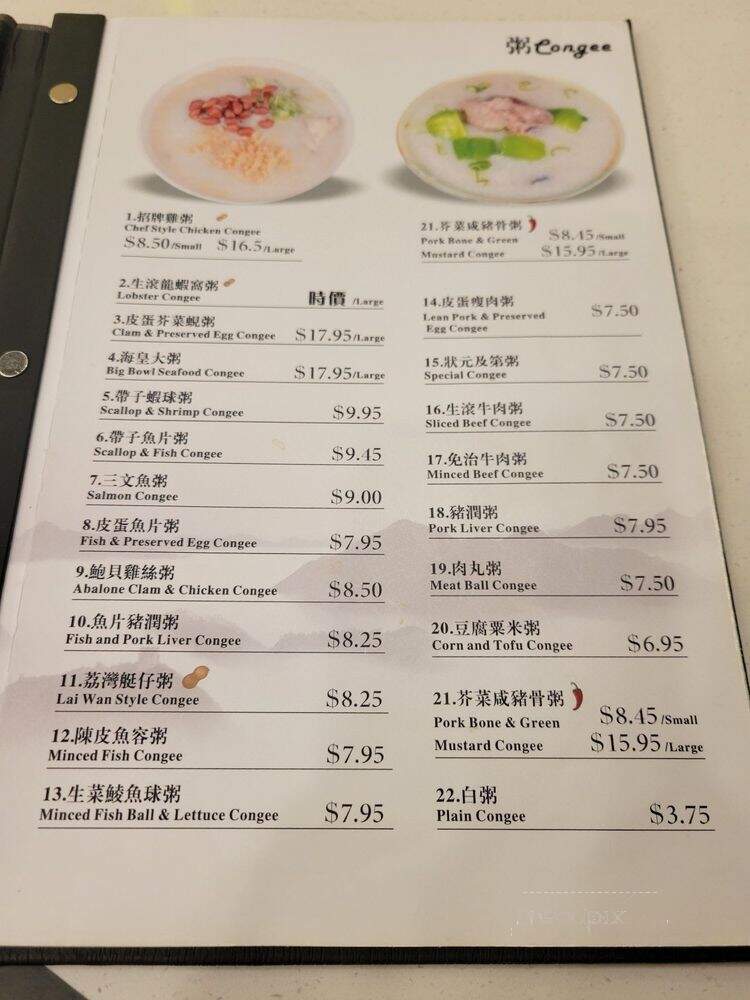 粥 Congee
1.招牌雞粥
Chef Style Chicken Congee
$8.50/Small $16.5/Large
2.生滾龍蝦窩粥
Lobster Congee 時價 /Large
3.皮蛋芥菜蜆粥
Clam & Preserved Egg Congee $17.95/Large
4.海皇大粥
Big Bowl Seafood Congee $17.95/Large
5.帶子蝦球粥
Scallop & Shrimp Congee $9.95
6.帶子魚片粥
Scallop & Fish Congee $9.45
7.三文魚粥
Salmon Congee $9.00
8.皮蛋魚片粥
Fish & Preserved Egg Congee $7.95
9.鮑貝雞絲粥
Abalone Clam & Chicken Congee $8.50
10.魚片豬潤粥
Fish and Pork Liver Congee $8.25
11.荔灣艇仔粥
Lai Wan Style Congee $8.25
12.陳皮魚容粥
Minced Fish Congee $7.95
13.生菜鯪魚球粥
Minced Fish Ball & Lettuce Congee $7.95
21.芥菜咸豬骨粥
Pork Bone & Green $8.45/Small
Mustard Congee $15.95/Large
14.皮蛋瘦肉粥
Lean Pork & Preserved $7.50
Egg Congee
15.狀元及第粥
Special Congee $7.50
16.生滾牛肉粥
Sliced Beef Congee $7.50
17.免治牛肉粥
Minced Beef Congee $7.50
18.豬潤粥
Pork Liver Congee $7.95
19.肉丸粥
Meat Ball Congee $7.50
20.豆腐粟米粥
Corn and Tofu Congee $6.95
21.芥菜咸豬骨粥
Pork Bone & Green $8.45/Small
Mustard Congee $15.95/Large
22.白粥
Plain Congee $3.75